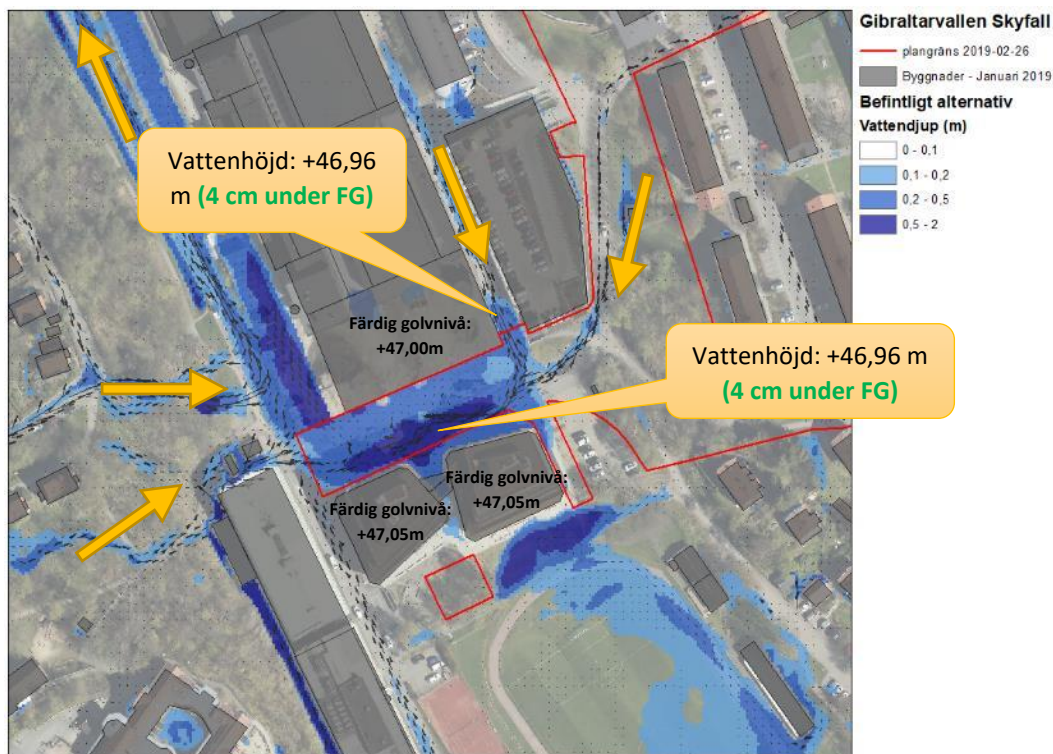 Gibraltarvallen Skyfall
plangräns 2019-02-26
Byggnader - Januari 2019
Befintligt alternativ
Vattendjup (m)
0 - 0,1
0,1 - 0,2
0,2 - 0,5
0,5 - 2
Vattenhöjd: +46,96
m (4 cm under FG)
Färdig golvnivå:
+47,00m
Vattenhöjd: +46,96 m
(4 cm under FG)
Färdig golvnivå:
+47,05m
Färdig golvnivå:
+47,05m